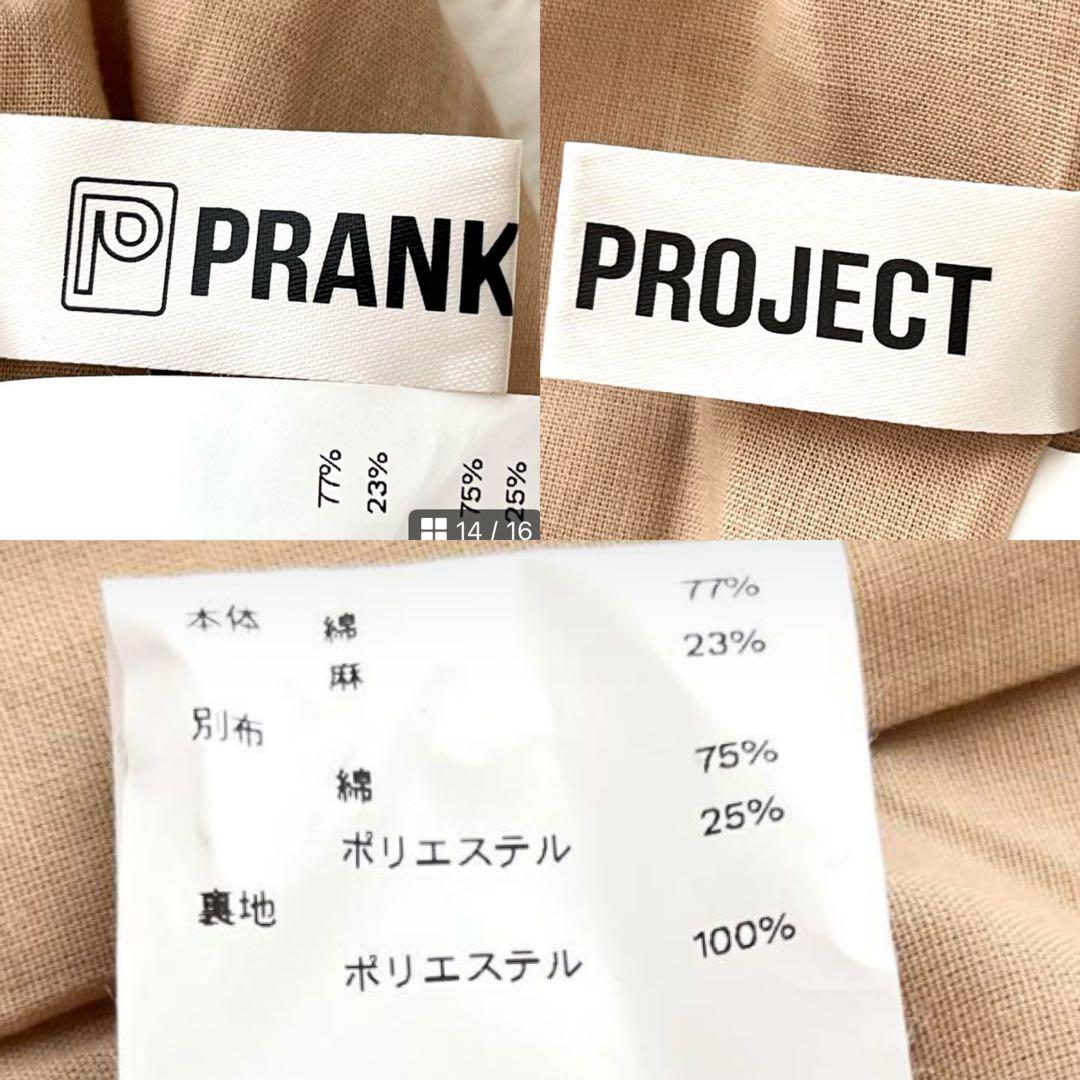 PRANK
PROJECT
77%
23%
75%
25%
14 / 16
本体 綿 77%
麻 23%
別布
綿 75%
ポリエステル 25%
裏地
ポリエステル 100%